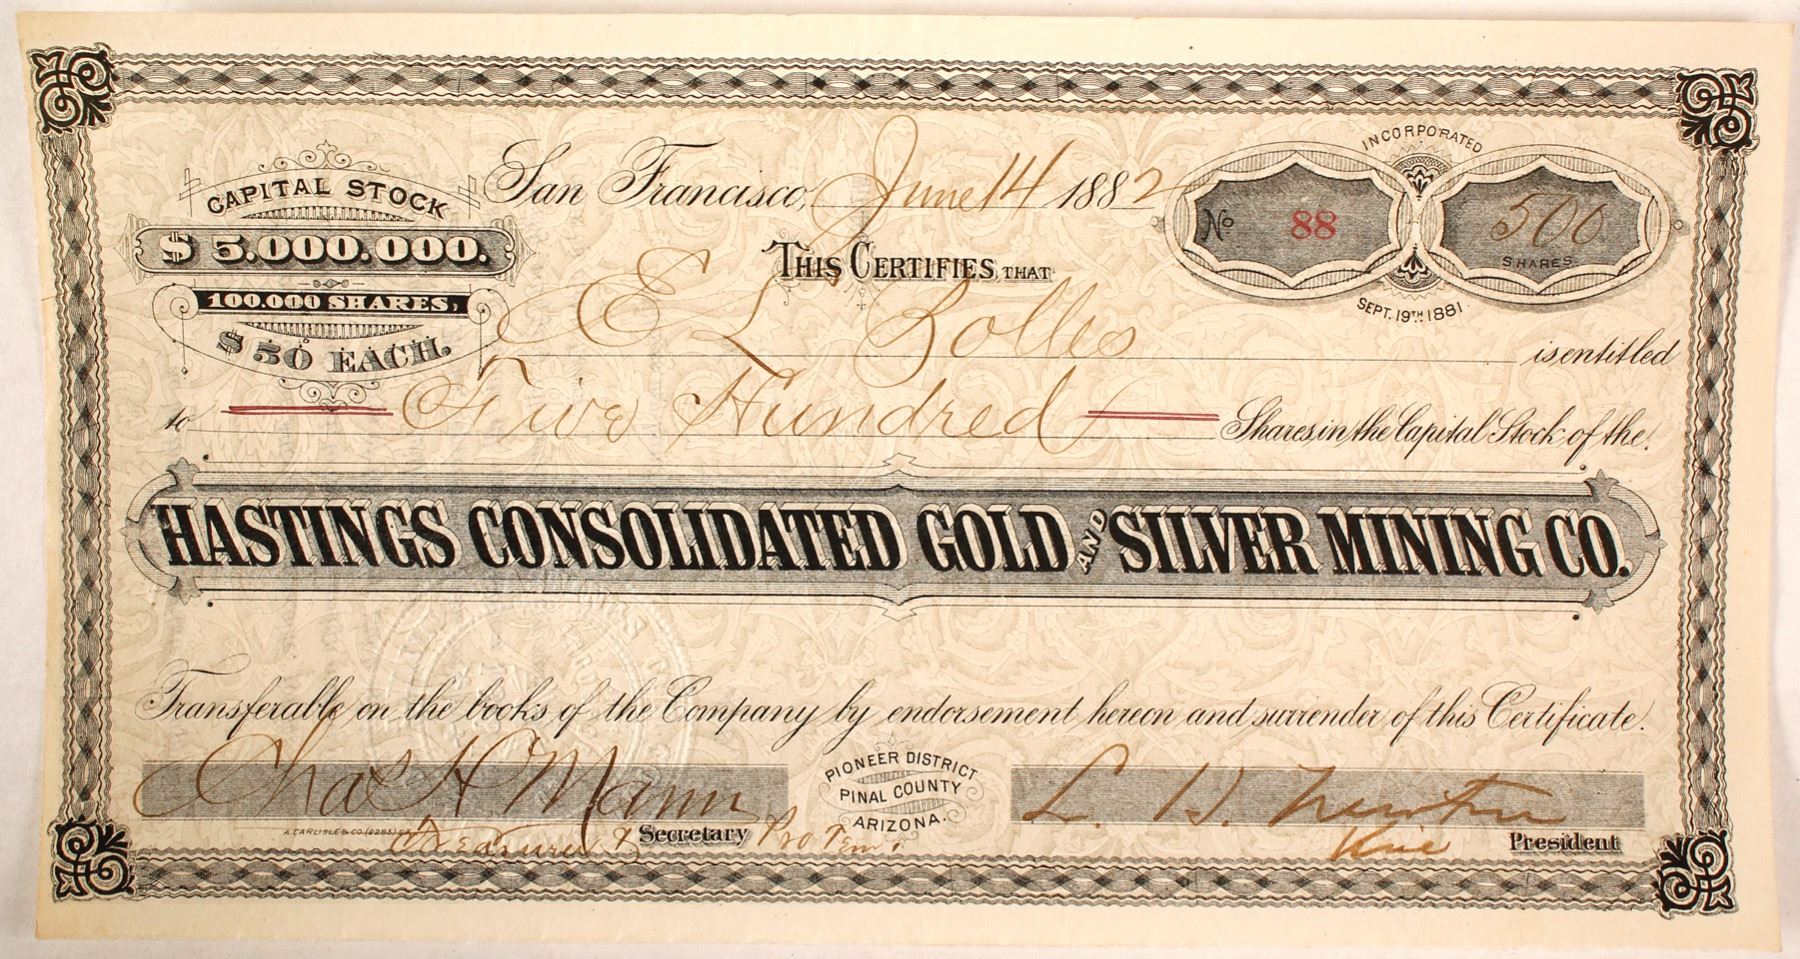 CAPITAL STOCK
$5.000.000.
100.000 SHARES,
$50 EACH.
San Francisco, June 14 1882
INCORPORATED
No 88
500
SHARES
SEPT. 19TH 1881
THIS CERTIFIES THAT
E L Bolles is entitled
to Five Hundred Shares in the Capital Stock of the
HASTINGS CONSOLIDATED GOLD AND SILVER MINING CO.
Transferable on the books of the Company by endorsement hereon and surrender of this Certificate.
Chas H Mann
A. CARLISLE & CO.
Treasurer & Secretary Pro Tem.
PIONEER DISTRICT
PINAL COUNTY
ARIZONA.
L. H. Newton
Vice President